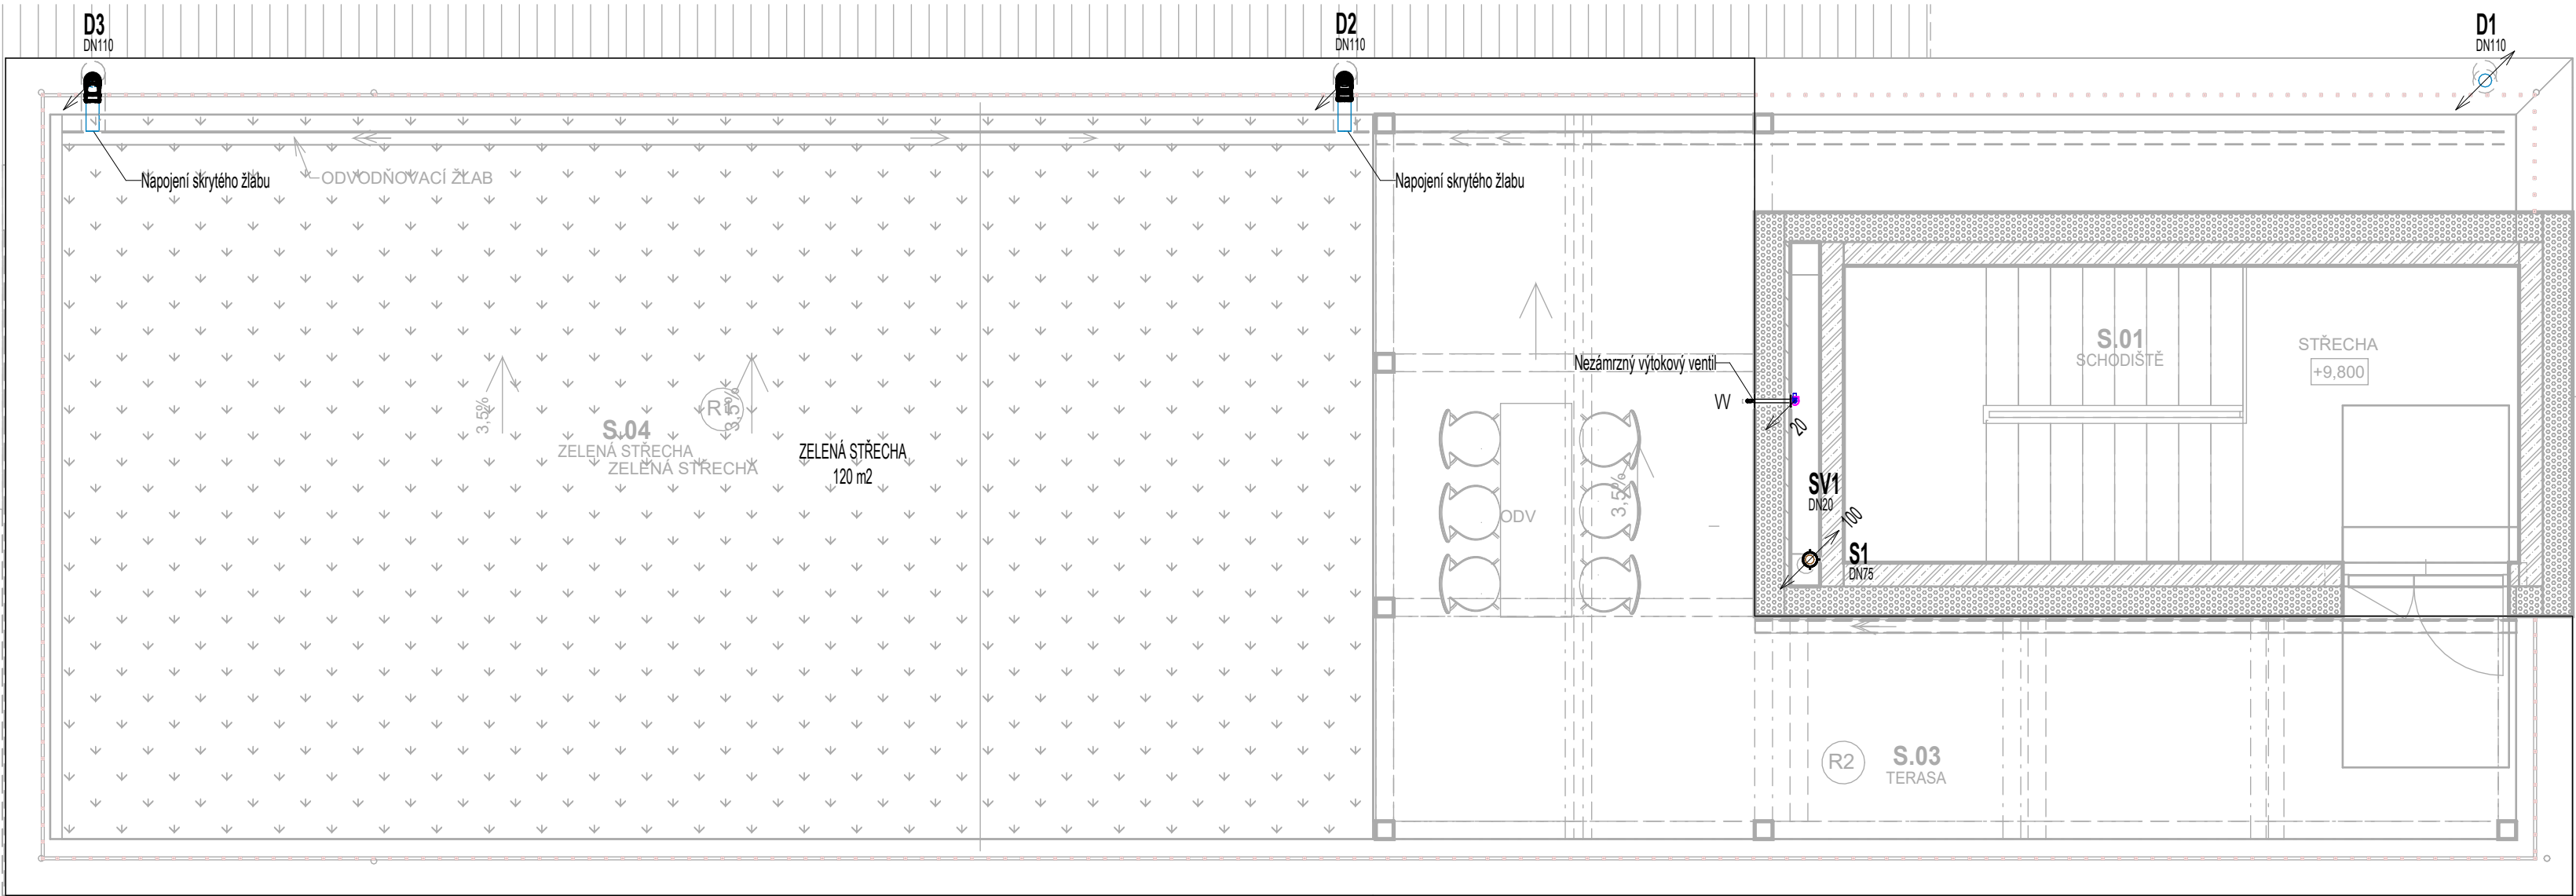 D3
DN110
D2
DN110
D1
DN110
Napojení skrytého žlabu
ODVODŇOVACÍ ŽLAB
Napojení skrytého žlabu
S.01
SCHODIŠTĚ
STŘECHA
+9,800
Nezámrzný výtokový ventil
VV
20
3,5%
3,5%
S.04
ZELENÁ STŘECHA
ZELENÁ STŘECHA
ZELENÁ STŘECHA
120 m2
ODV
3,5%
SV1
DN20
100
S1
DN75
R2
S.03
TERASA